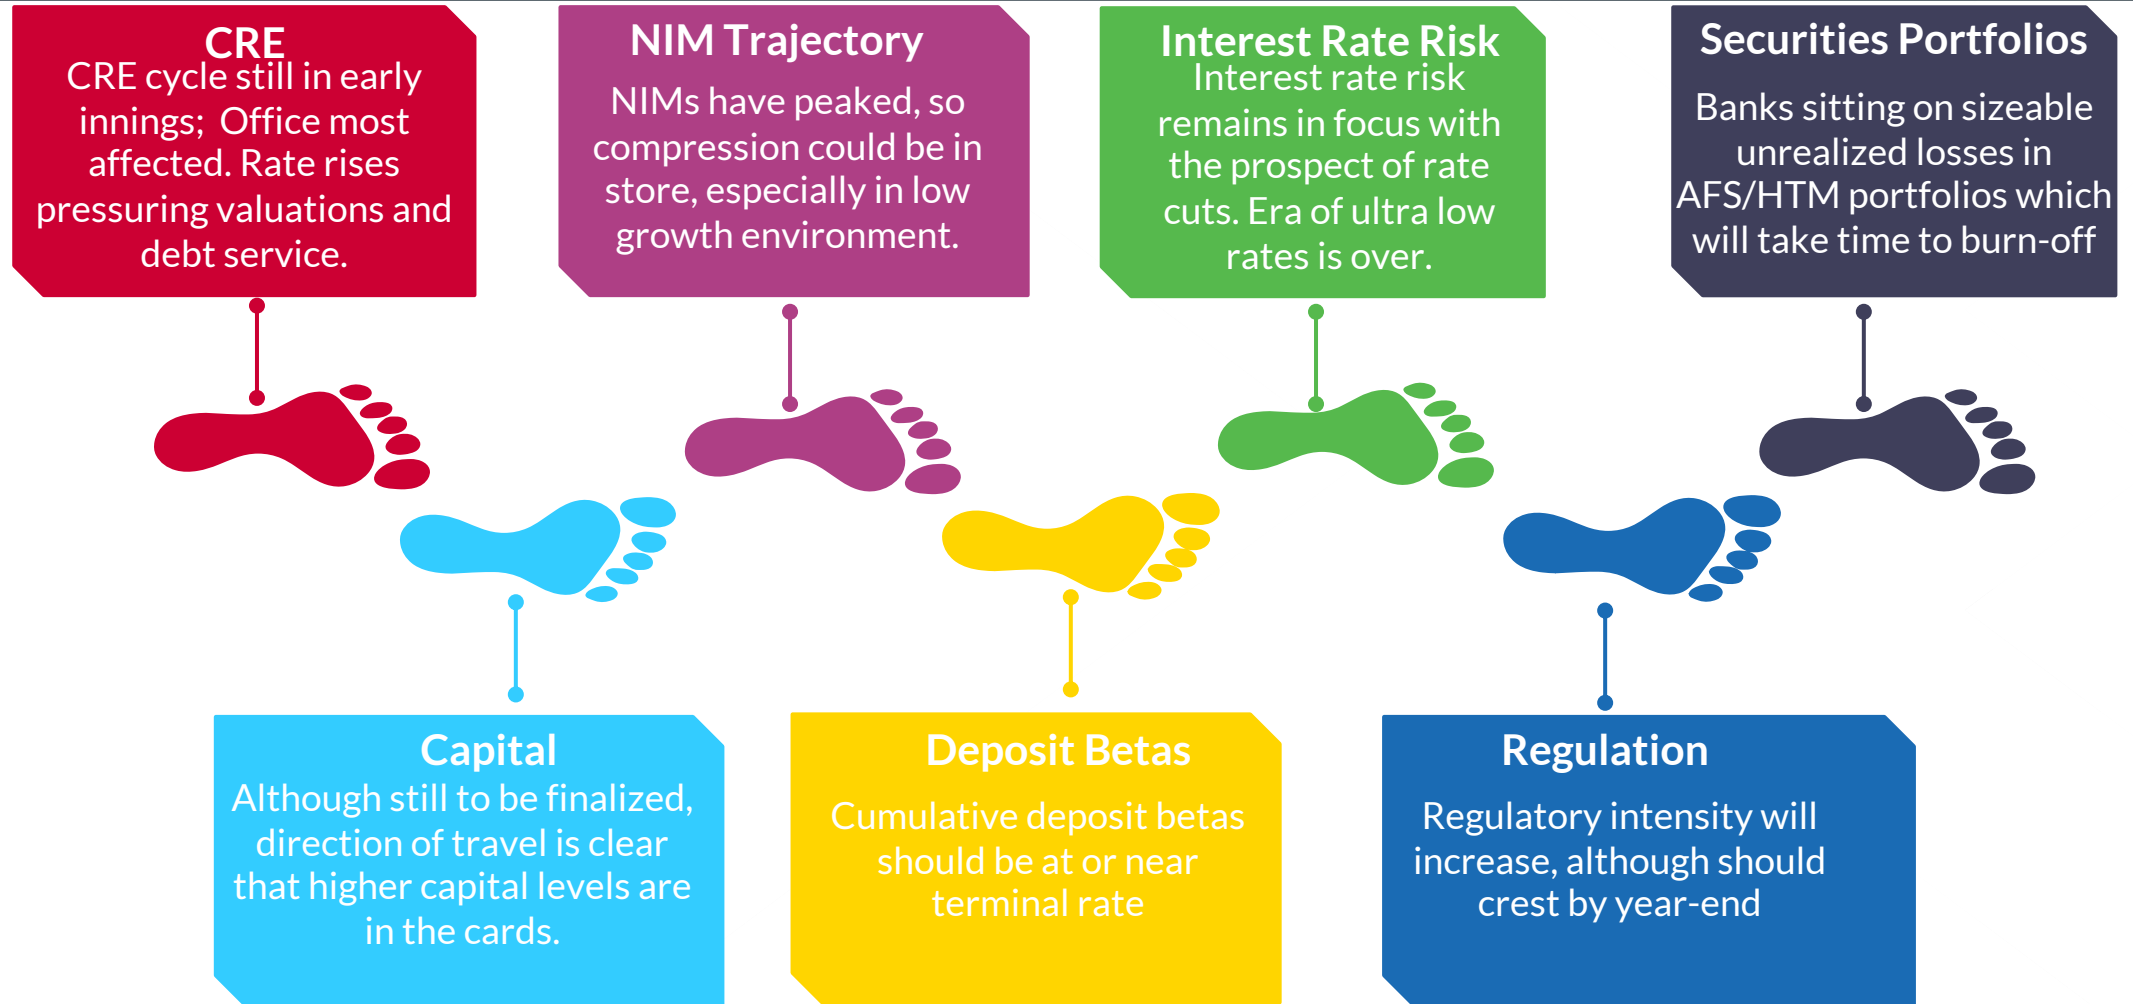 CRE
CRE cycle still in early
innings;  Office most
affected. Rate rises
pressuring valuations and
debt service.
NIM Trajectory
NIMs have peaked, so
compression could be in
store, especially in low
growth environment.
Interest Rate Risk
Interest rate risk
remains in focus with
the prospect of rate
cuts. Era of ultra low
rates is over.
Securities Portfolios
Banks sitting on sizeable
unrealized losses in
AFS/HTM portfolios which
will take time to burn-off
Capital
Although still to be finalized,
direction of travel is clear
that higher capital levels are
in the cards.
Deposit Betas
Cumulative deposit betas
should be at or near
terminal rate
Regulation
Regulatory intensity will
increase, although should
crest by year-end